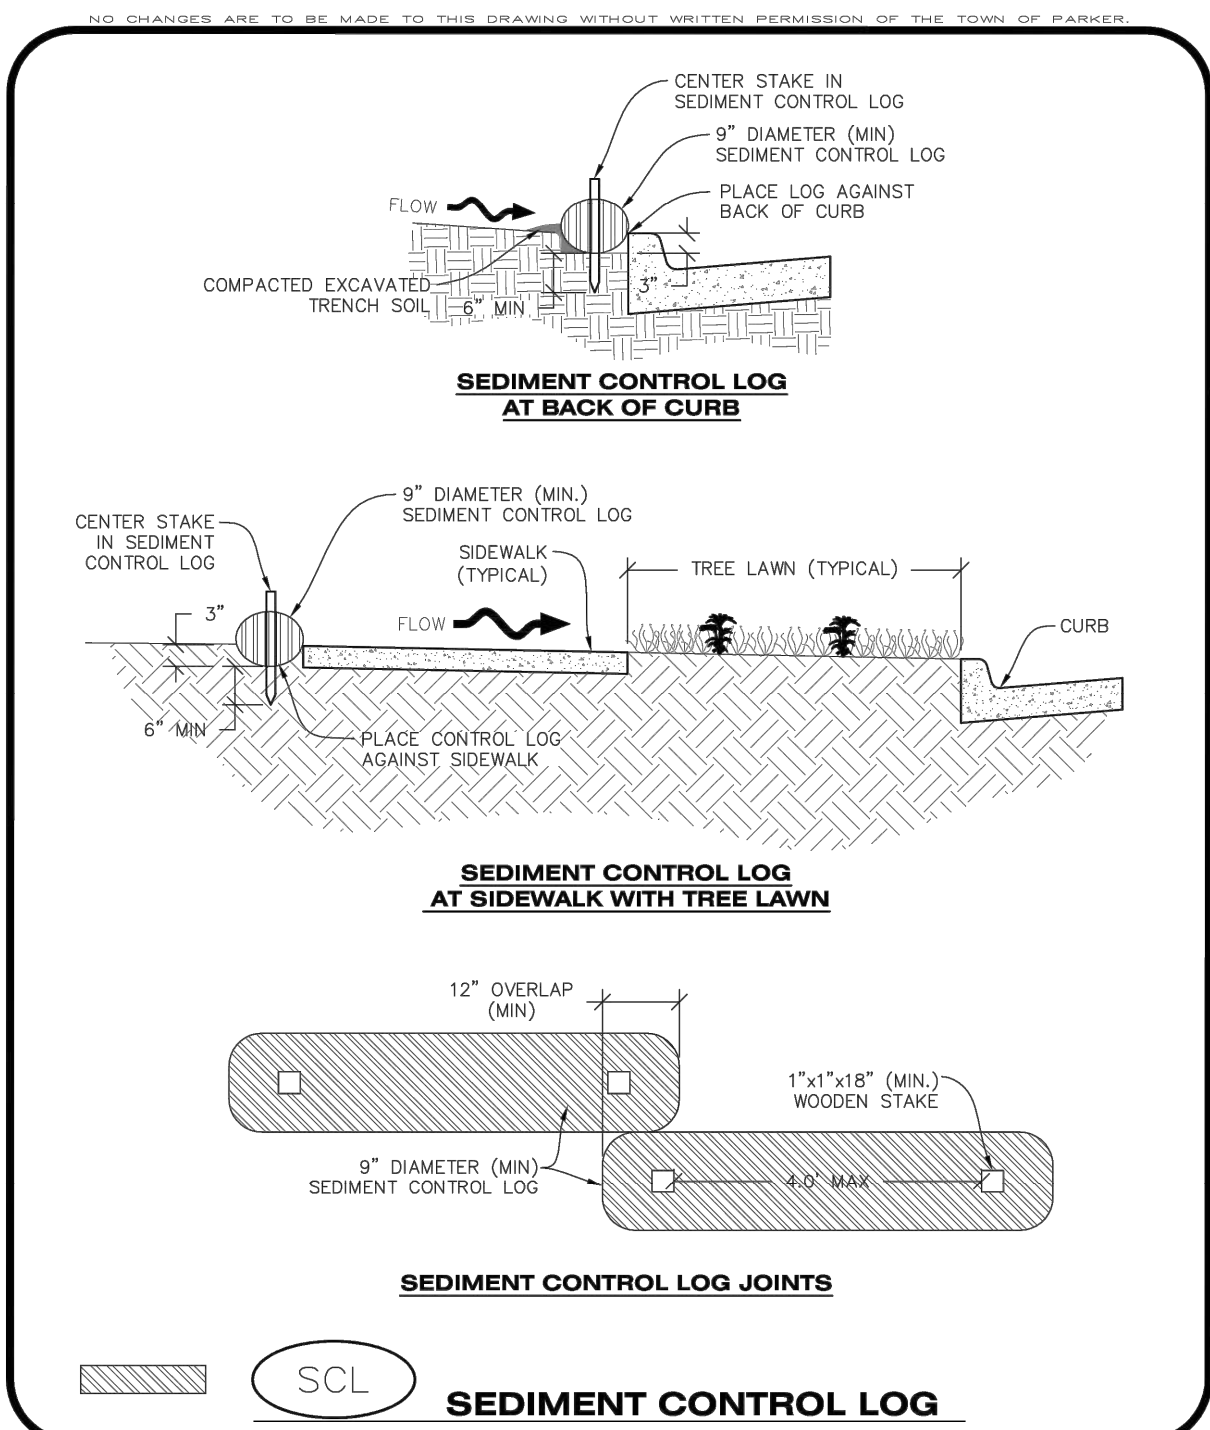 NO CHANGES ARE TO BE MADE TO THIS DRAWING WITHOUT WRITTEN PERMISSION OF THE TOWN OF PARKER.
CENTER STAKE IN
SEDIMENT CONTROL LOG
9" DIAMETER (MIN)
SEDIMENT CONTROL LOG
PLACE LOG AGAINST
BACK OF CURB
FLOW
COMPACTED EXCAVATED
TRENCH SOIL
6" MIN
3"
SEDIMENT CONTROL LOG
AT BACK OF CURB
9" DIAMETER (MIN.)
SEDIMENT CONTROL LOG
CENTER STAKE
IN SEDIMENT
CONTROL LOG
SIDEWALK
(TYPICAL)
TREE LAWN (TYPICAL)
3"
FLOW
CURB
6" MIN
PLACE CONTROL LOG
AGAINST SIDEWALK
SEDIMENT CONTROL LOG
AT SIDEWALK WITH TREE LAWN
12" OVERLAP
(MIN)
1"x1"x18" (MIN.)
WOODEN STAKE
9" DIAMETER (MIN)
SEDIMENT CONTROL LOG
4.0' MAX
SEDIMENT CONTROL LOG JOINTS
SCL
SEDIMENT CONTROL LOG